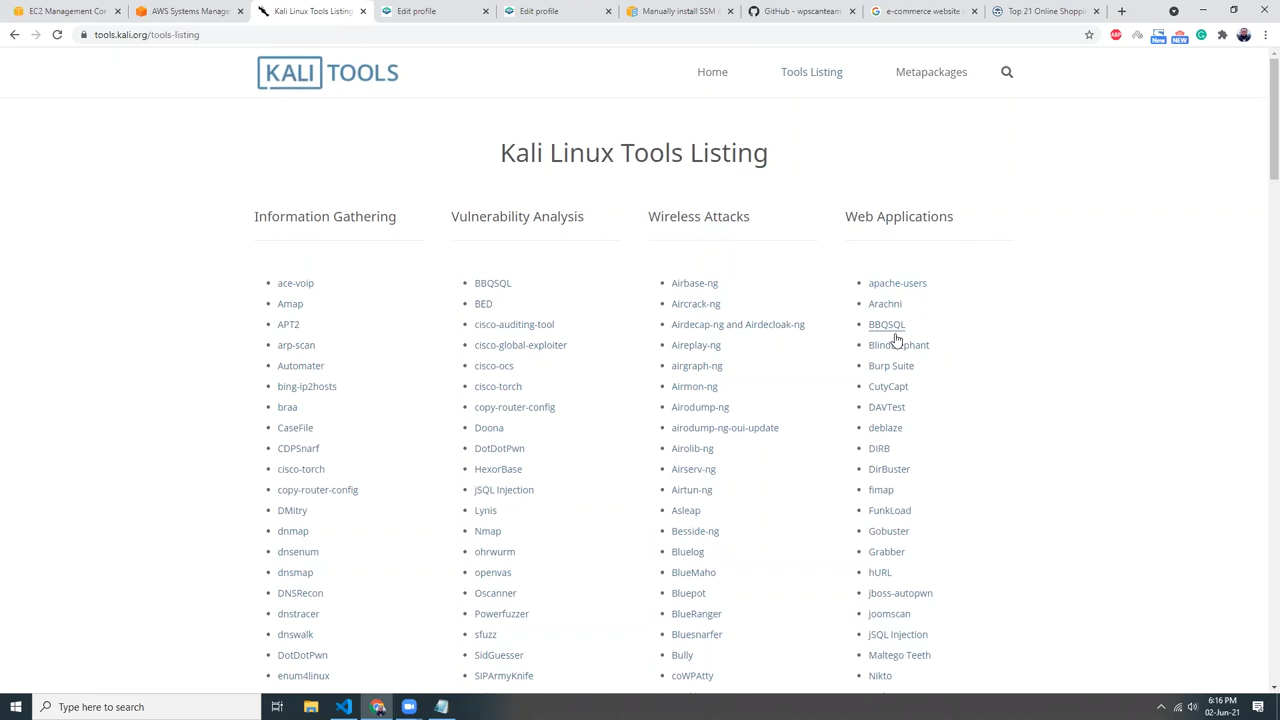 EC2 Management Con
AWS Systems Manage
Kali Linux Tools Listing
Edit profile
Edit profile
Manually install SSM A
GitHub - wpscanteam
e-commerce website
Top 21 Online Shoppi
tools.kali.org/tools-listing
ABP
New
NEW
KALI TOOLS
Home
Tools Listing
Metapackages
Kali Linux Tools Listing
Information Gathering
ace-voip
Amap
APT2
arp-scan
Automater
bing-ip2hosts
braa
CaseFile
CDPSnarf
cisco-torch
copy-router-config
DMitry
dnmap
dnsenum
dnsmap
DNSRecon
dnstracer
dnswalk
DotDotPwn
enum4linux
Vulnerability Analysis
BBQSQL
BED
cisco-auditing-tool
cisco-global-exploiter
cisco-ocs
cisco-torch
copy-router-config
Doona
DotDotPwn
HexorBase
jSQL Injection
Lynis
Nmap
ohrwurm
openvas
Oscanner
Powerfuzzer
sfuzz
SidGuesser
SIPArmyKnife
Wireless Attacks
Airbase-ng
Aircrack-ng
Airdecap-ng and Airdecloak-ng
Aireplay-ng
airgraph-ng
Airmon-ng
Airodump-ng
airodump-ng-oui-update
Airolib-ng
Airserv-ng
Airtun-ng
Asleap
Besside-ng
Bluelog
BlueMaho
Bluepot
BlueRanger
Bluesnarfer
Bully
coWPAtty
Web Applications
apache-users
Arachni
BBQSQL
BlindElephant
Burp Suite
CutyCapt
DAVTest
deblaze
DIRB
DirBuster
fimap
FunkLoad
Gobuster
Grabber
hURL
jboss-autopwn
joomscan
jSQL Injection
Maltego Teeth
Nikto
Type here to search
6:16 PM
02-Jun-21